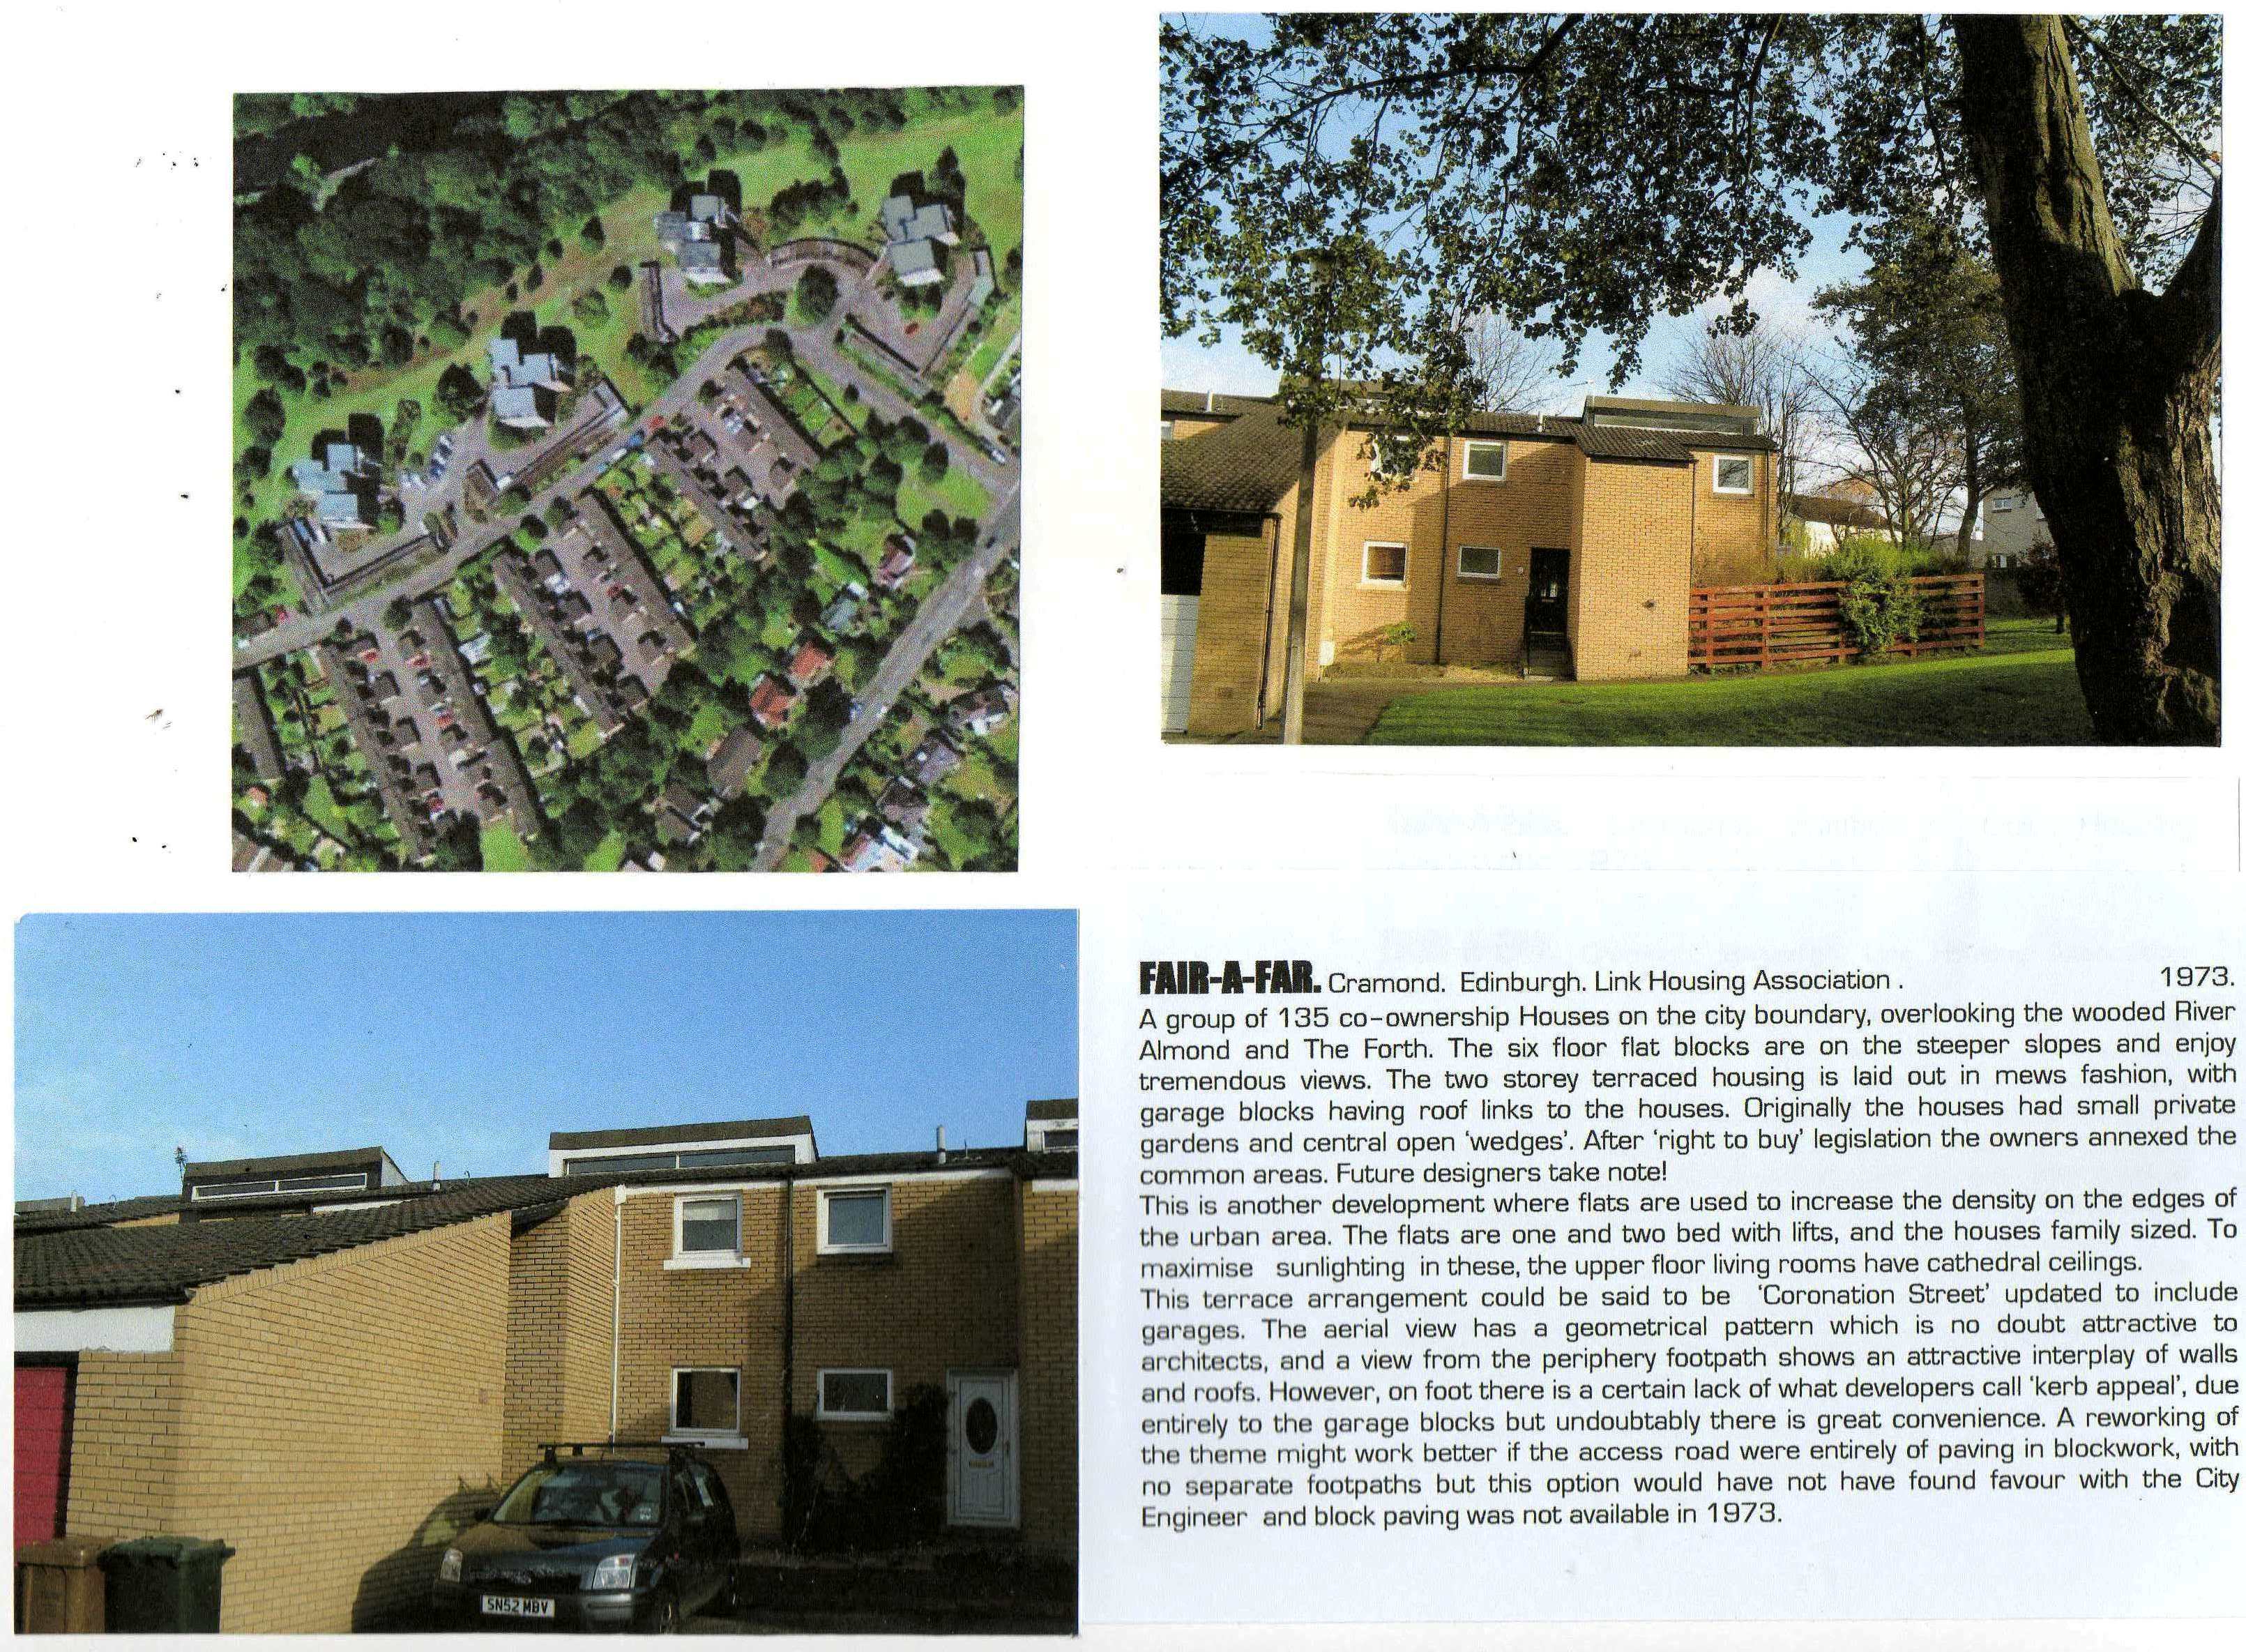 FAIR-A-FAR. Cramond. Edinburgh. Link Housing Association . 1973.
A group of 135 co-ownership Houses on the city boundary, overlooking the wooded River
Almond and The Forth. The six floor flat blocks are on the steeper slopes and enjoy
tremendous views. The two storey terraced housing is laid out in mews fashion, with
garage blocks having roof links to the houses. Originally the houses had small private
gardens and central open 'wedges'. After 'right to buy' legislation the owners annexed the
common areas. Future designers take note!
This is another development where flats are used to increase the density on the edges of
the urban area. The flats are one and two bed with lifts, and the houses family sized. To
maximise sunlighting in these, the upper floor living rooms have cathedral ceilings.
This terrace arrangement could be said to be 'Coronation Street' updated to include
garages. The aerial view has a geometrical pattern which is no doubt attractive to
architects, and a view from the periphery footpath shows an attractive interplay of walls
and roofs. However, on foot there is a certain lack of what developers call 'kerb appeal', due
entirely to the garage blocks but undoubtably there is great convenience. A reworking of
the theme might work better if the access road were entirely of paving in blockwork, with
no separate footpaths but this option would have not have found favour with the City
Engineer and block paving was not available in 1973.
SN52 MBV